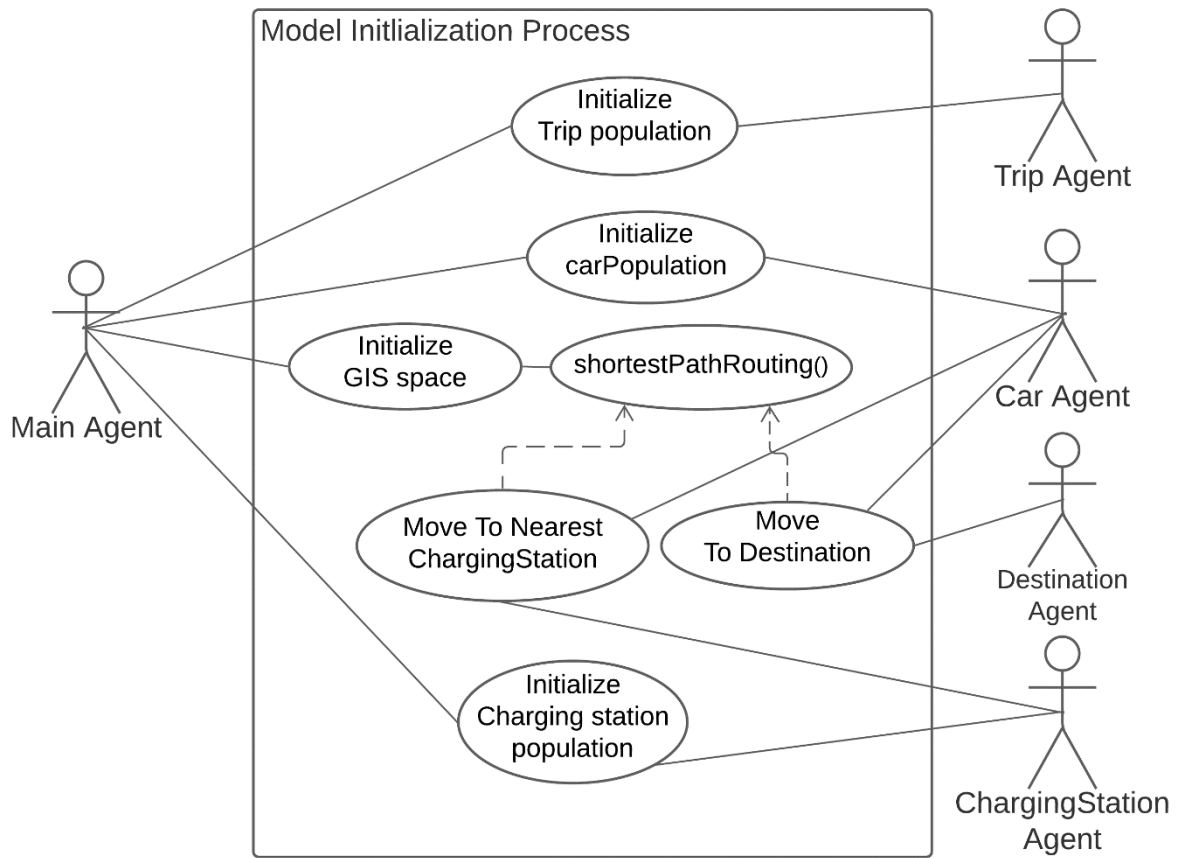 Model Initlialization Process
Initialize
Trip population
Trip Agent
Initialize
carPopulation
Main Agent
Initialize
GIS space
shortestPathRouting()
Car Agent
Move To Nearest
ChargingStation
Move
To Destination
Destination
Agent
Initialize
Charging station
population
ChargingStation
Agent